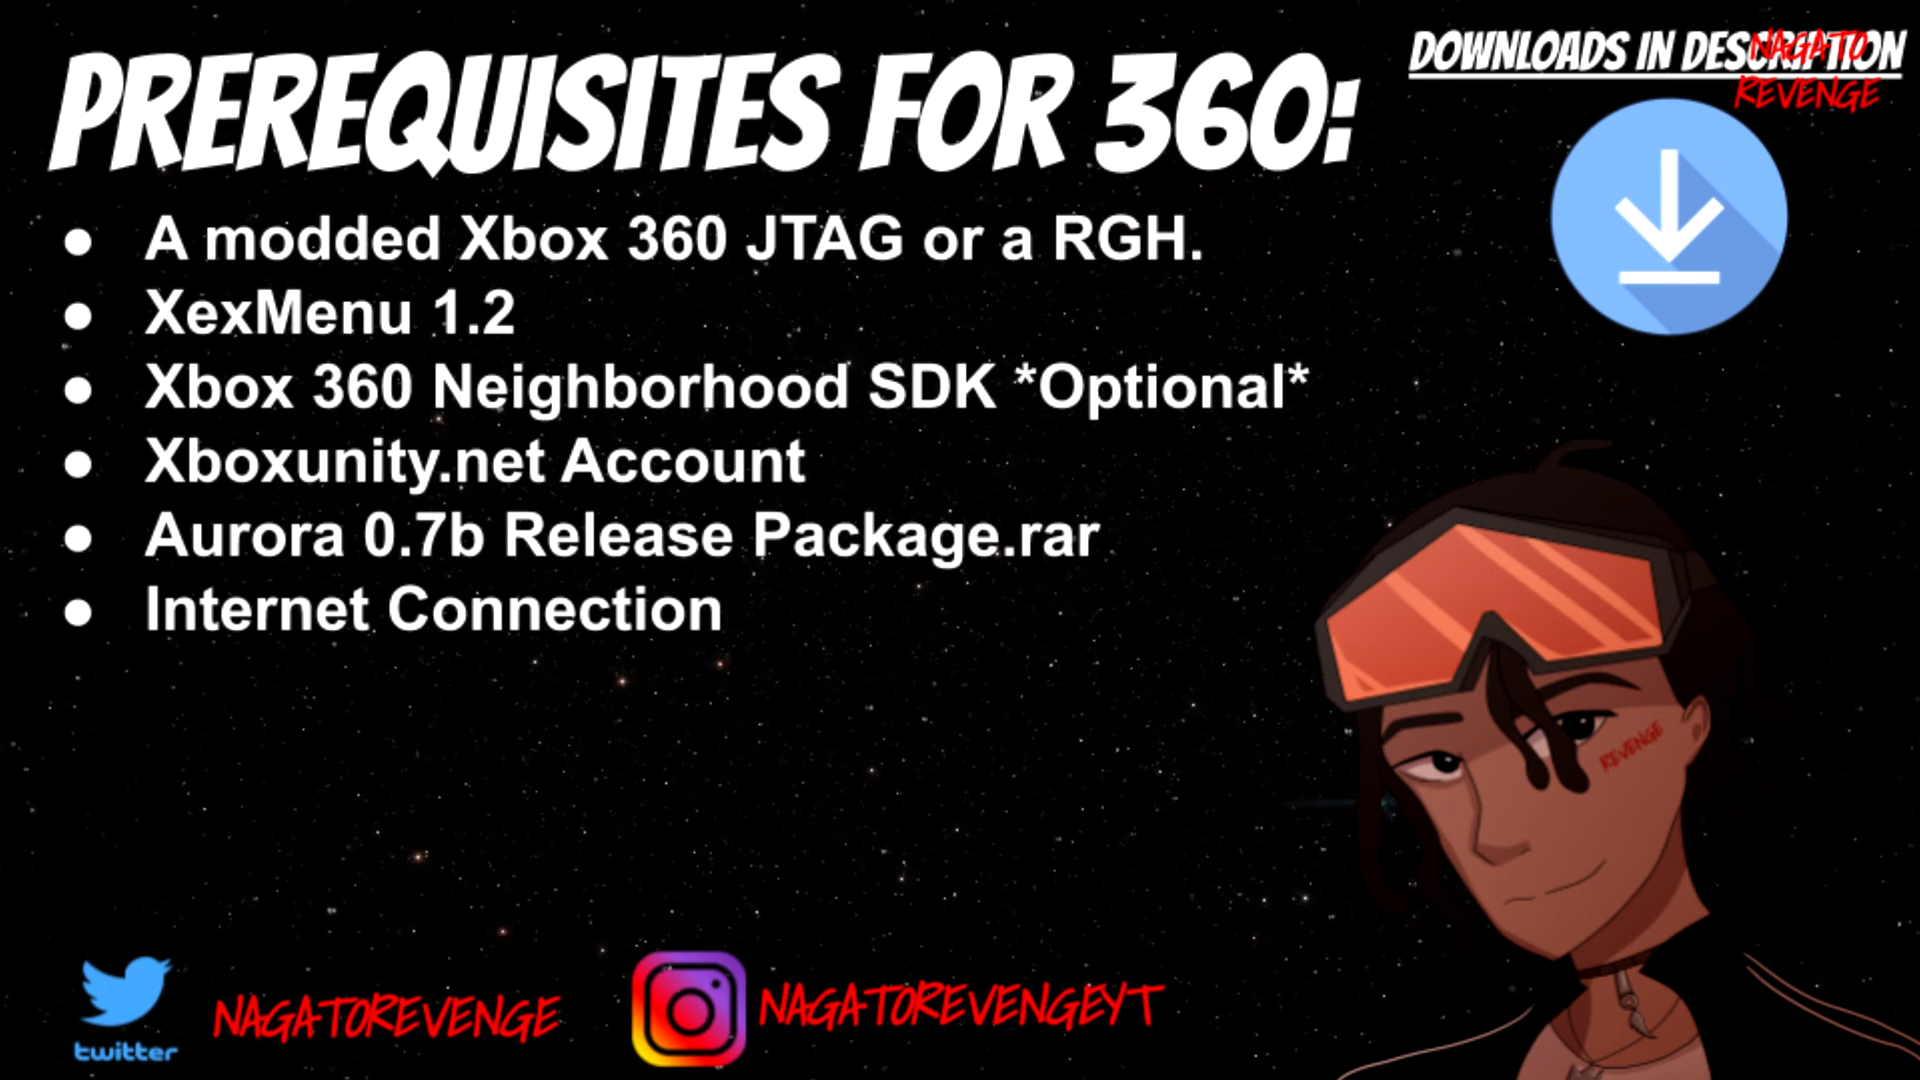 PREREQUISITES FOR 360:
DOWNLOADS IN DESCRIPTION
NAGATO
REVENGE
● A modded Xbox 360 JTAG or a RGH.
● XexMenu 1.2
● Xbox 360 Neighborhood SDK *Optional*
● Xboxunity.net Account
● Aurora 0.7b Release Package.rar
● Internet Connection
REVENGE
twitter
NAGATOREVENGE
NAGATOREVENGEYT